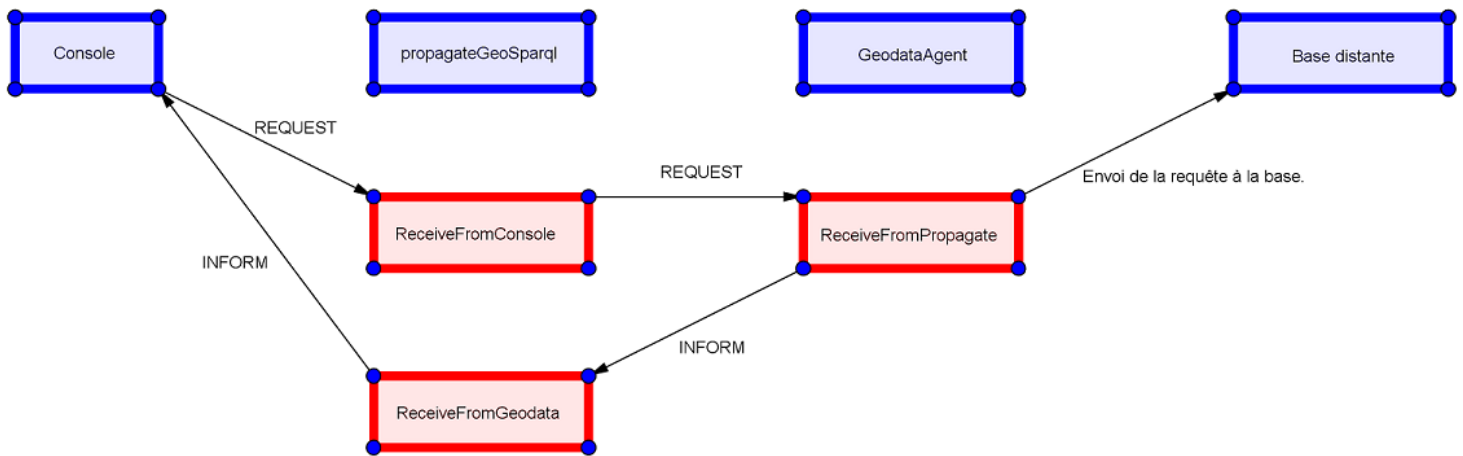 Console
propagateGeoSparql
GeodataAgent
Base distante
REQUEST
REQUEST
Envoi de la requête à la base.
ReceiveFromConsole
ReceiveFromPropagate
INFORM
INFORM
ReceiveFromGeodata